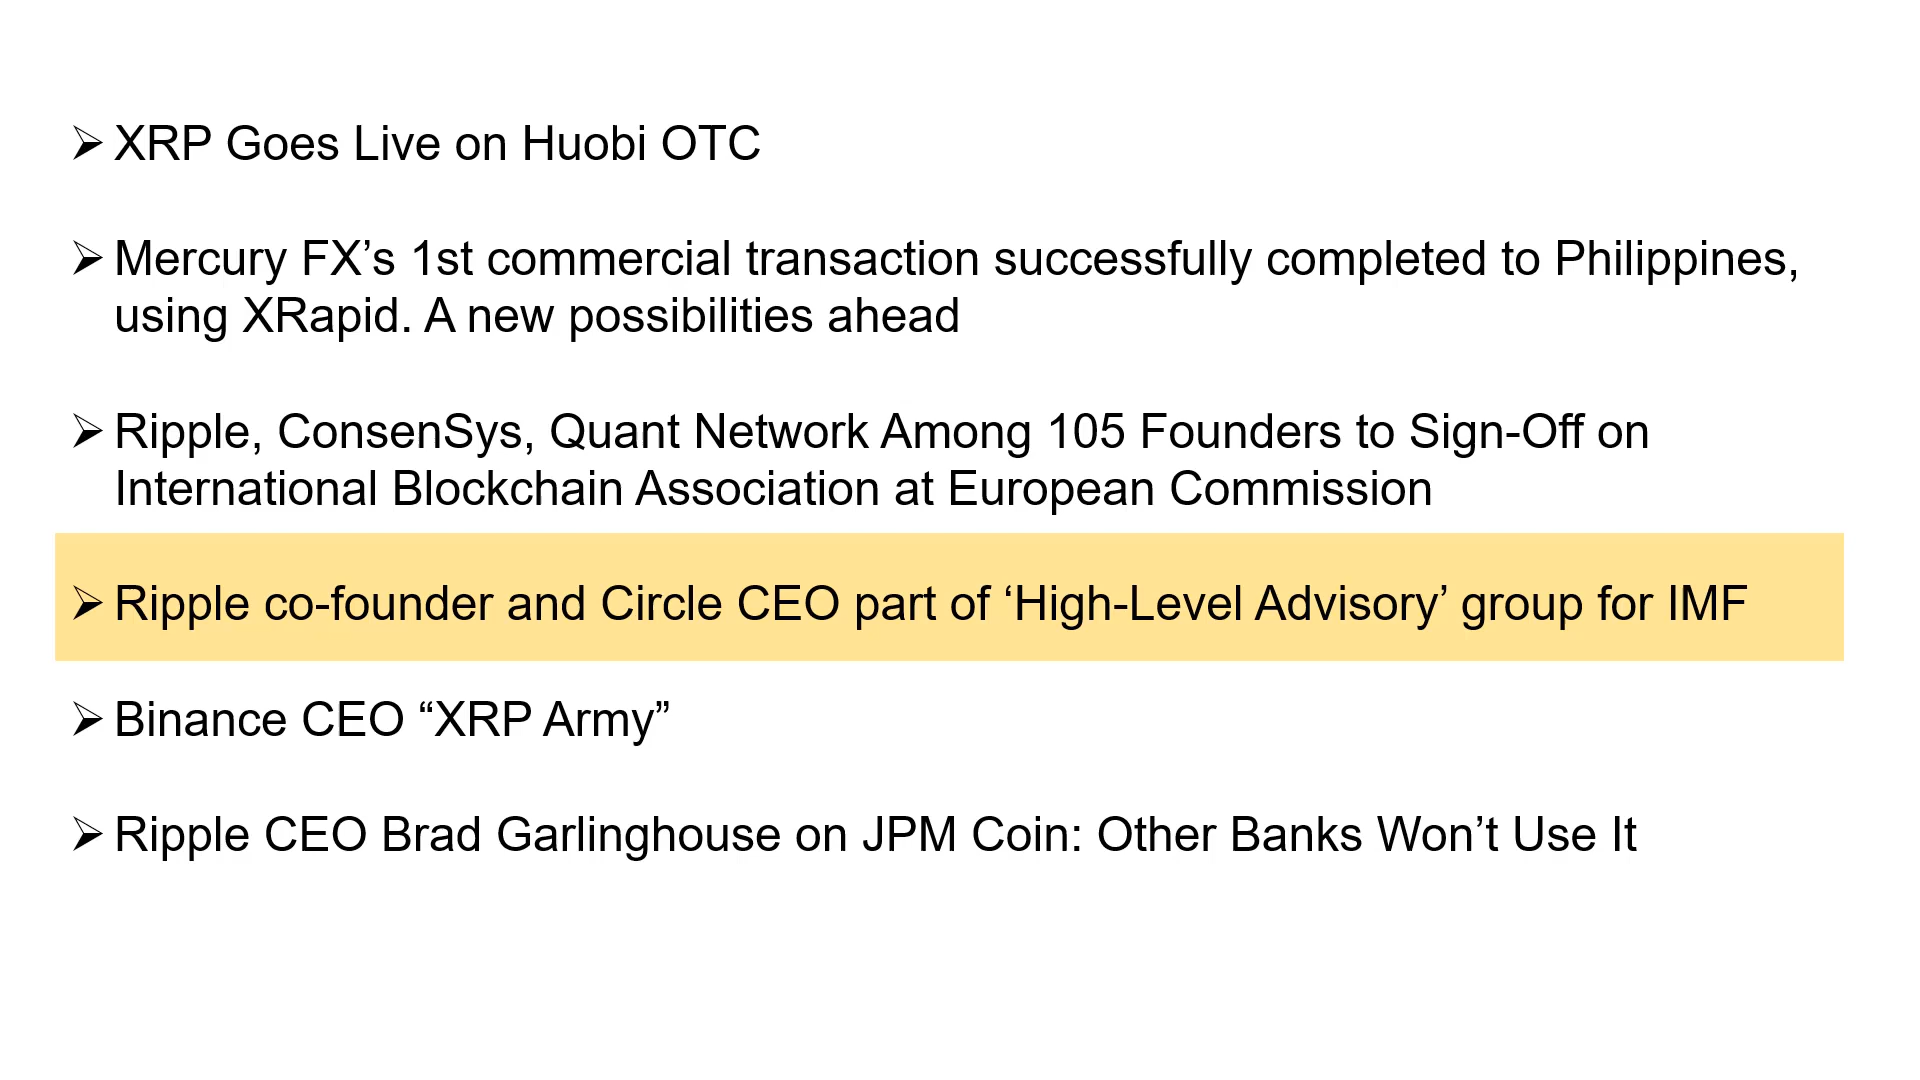 ➢ XRP Goes Live on Huobi OTC
➢ Mercury FX’s 1st commercial transaction successfully completed to Philippines,
using XRapid. A new possibilities ahead
➢ Ripple, ConsenSys, Quant Network Among 105 Founders to Sign-Off on
International Blockchain Association at European Commission
➢ Ripple co-founder and Circle CEO part of ‘High-Level Advisory’ group for IMF
➢ Binance CEO “XRP Army”
➢ Ripple CEO Brad Garlinghouse on JPM Coin: Other Banks Won’t Use It